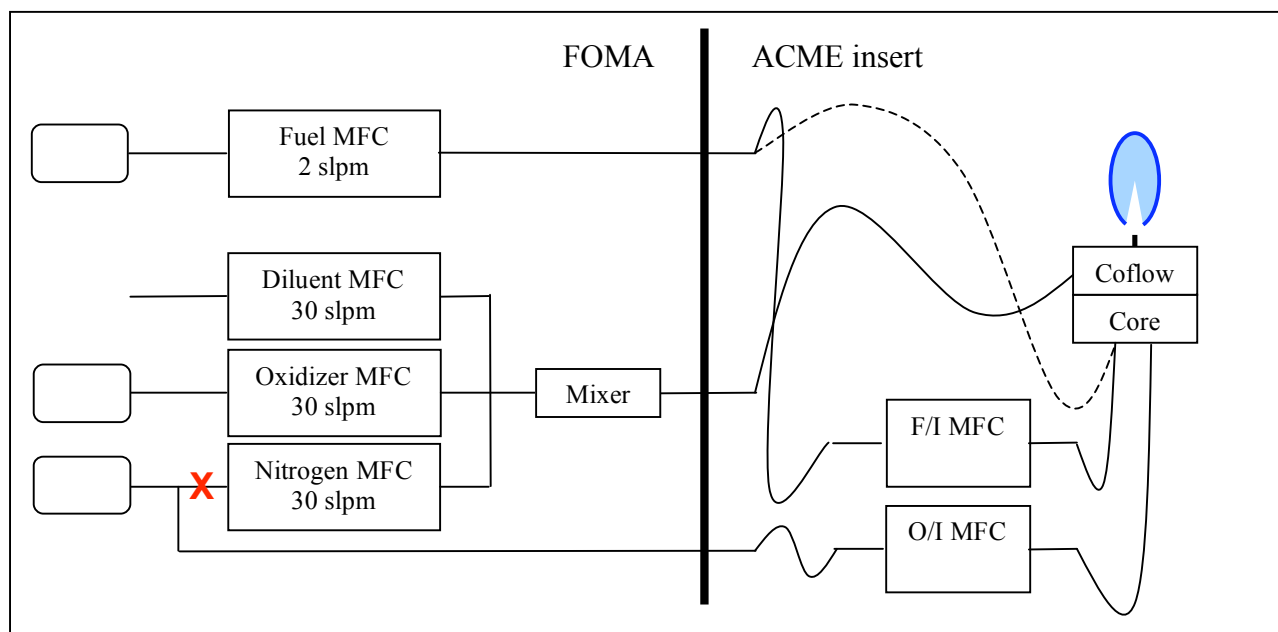 FOMA
ACME insert
Fuel MFC
2 slpm
Diluent MFC
30 slpm
Oxidizer MFC
30 slpm
Nitrogen MFC
30 slpm
Mixer
Coflow
Core
F/I MFC
O/I MFC
X